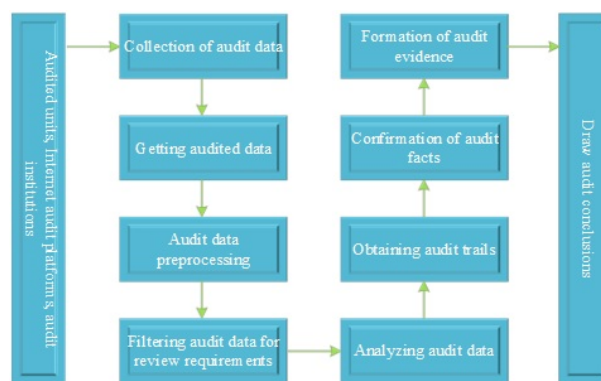 Audited units, Internet audit platforms, audit
institutions
Collection of audit data
Getting audited data
Audit data
preprocessing
Filtering audit data for
review requirements
Analyzing audit data
Obtaining audit trails
Confirmation of audit
facts
Formation of audit
evidence
Draw audit conclusions